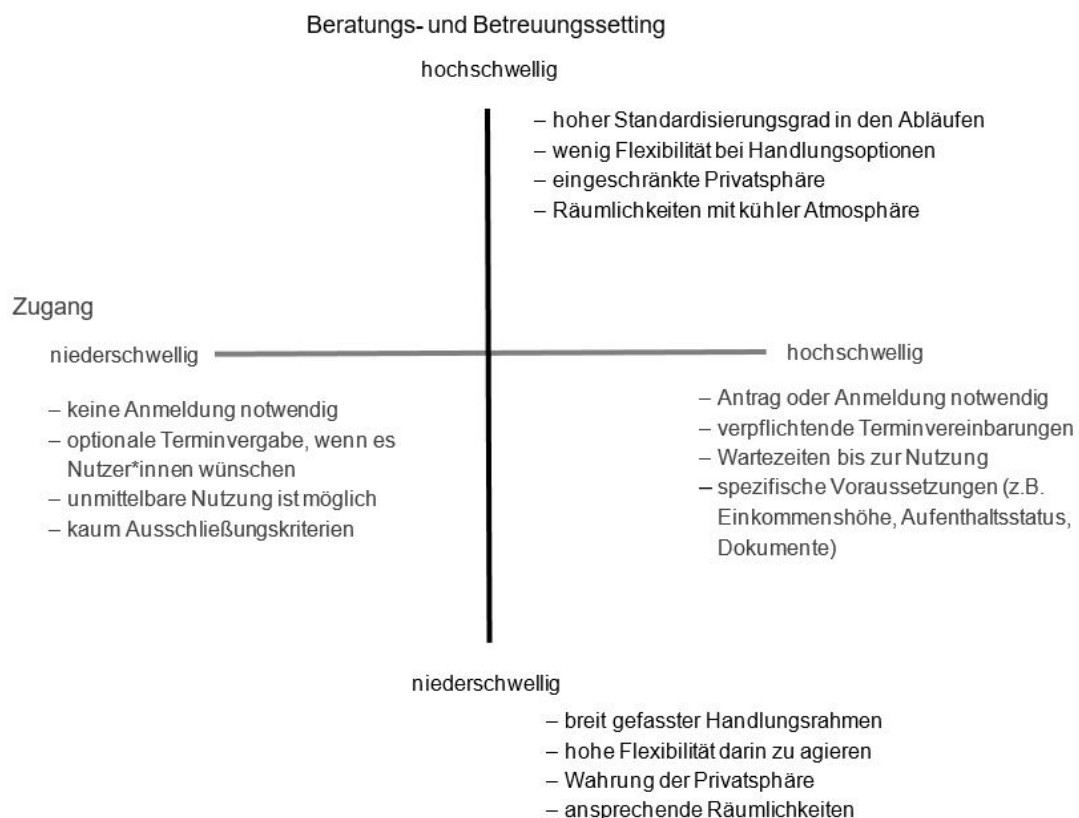 Beratungs- und Betreuungssetting
hochschwellig
– hoher Standardisierungsgrad in den Abläufen
– wenig Flexibilität bei Handlungsoptionen
– eingeschränkte Privatsphäre
– Räumlichkeiten mit kühler Atmosphäre
Zugang
niederschwellig
– keine Anmeldung notwendig
– optionale Terminvergabe, wenn es
Nutzer*innen wünschen
– unmittelbare Nutzung ist möglich
– kaum Ausschließungskriterien
hochschwellig
– Antrag oder Anmeldung notwendig
– verpflichtende Terminvereinbarungen
– Wartezeiten bis zur Nutzung
– spezifische Voraussetzungen (z.B.
Einkommenshöhe, Aufenthaltsstatus,
Dokumente)
niederschwellig
– breit gefasster Handlungsrahmen
– hohe Flexibilität darin zu agieren
– Wahrung der Privatsphäre
– ansprechende Räumlichkeiten